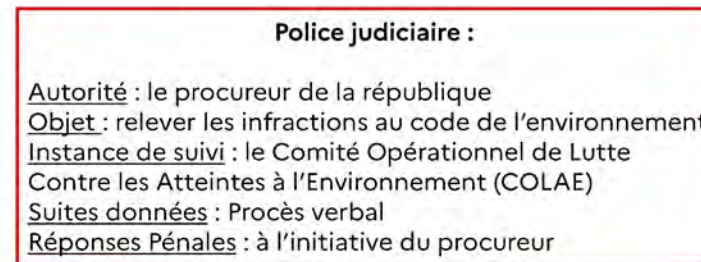 Police judiciaire :
Autorité : le procureur de la république
Objet : relever les infractions au code de l'environnement
Instance de suivi : le Comité Opérationnel de Lutte
Contre les Atteintes à l'Environnement (COLAE)
Suites données : Procès verbal
Réponses Pénales : à l'initiative du procureur